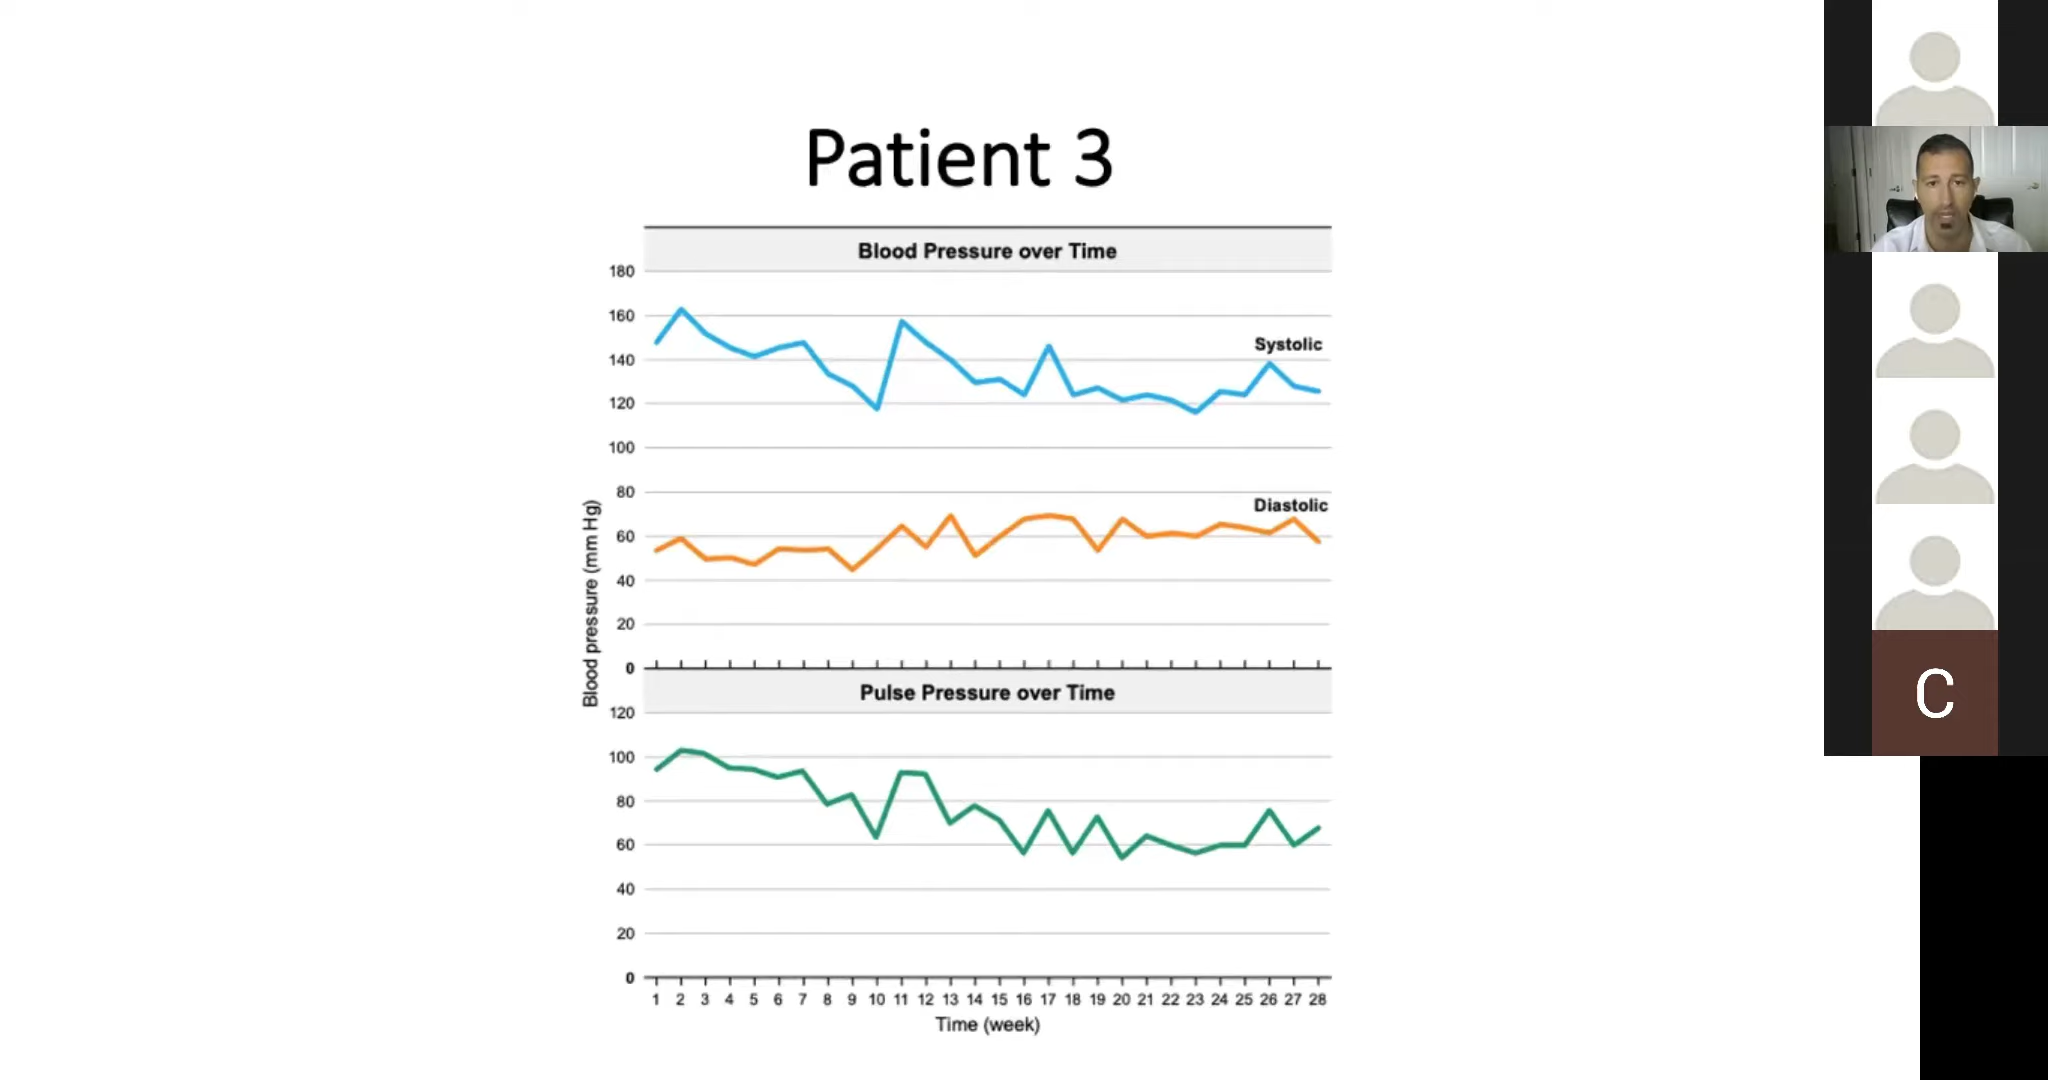 Patient 3
Blood Pressure over Time
180
160
Systolic
140
120
100
80
Diastolic
60
40
20
0
Blood pressure (mm Hg)
Pulse Pressure over Time
120
100
80
60
40
20
0
1 2 3 4 5 6 7 8 9 10 11 12 13 14 15 16 17 18 19 20 21 22 23 24 25 26 27 28
Time (week)
C